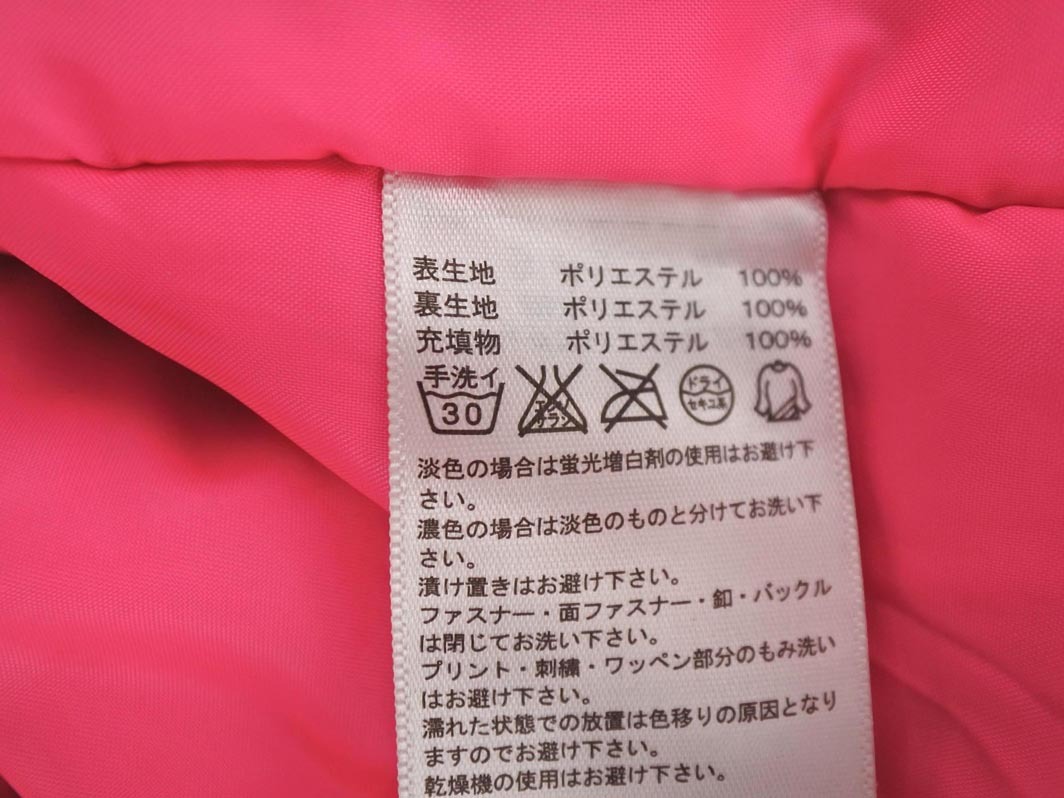 表生地 ポリエステル 100%
裏生地 ポリエステル 100%
充填物 ポリエステル 100%
手洗イ
30
エンソ
サラシ
ドライ
セキユ系
淡色の場合は蛍光増白剤の使用はお避け下
さい。
濃色の場合は淡色のものと分けてお洗い下
さい。
漬け置きはお避け下さい。
ファスナー・面ファスナー・釦・バックル
は閉じてお洗い下さい。
プリント・刺繍・ワッペン部分のもみ洗い
はお避け下さい。
濡れた状態での放置は色移りの原因となり
ますのでお避け下さい。
乾燥機の使用はお避け下さい。